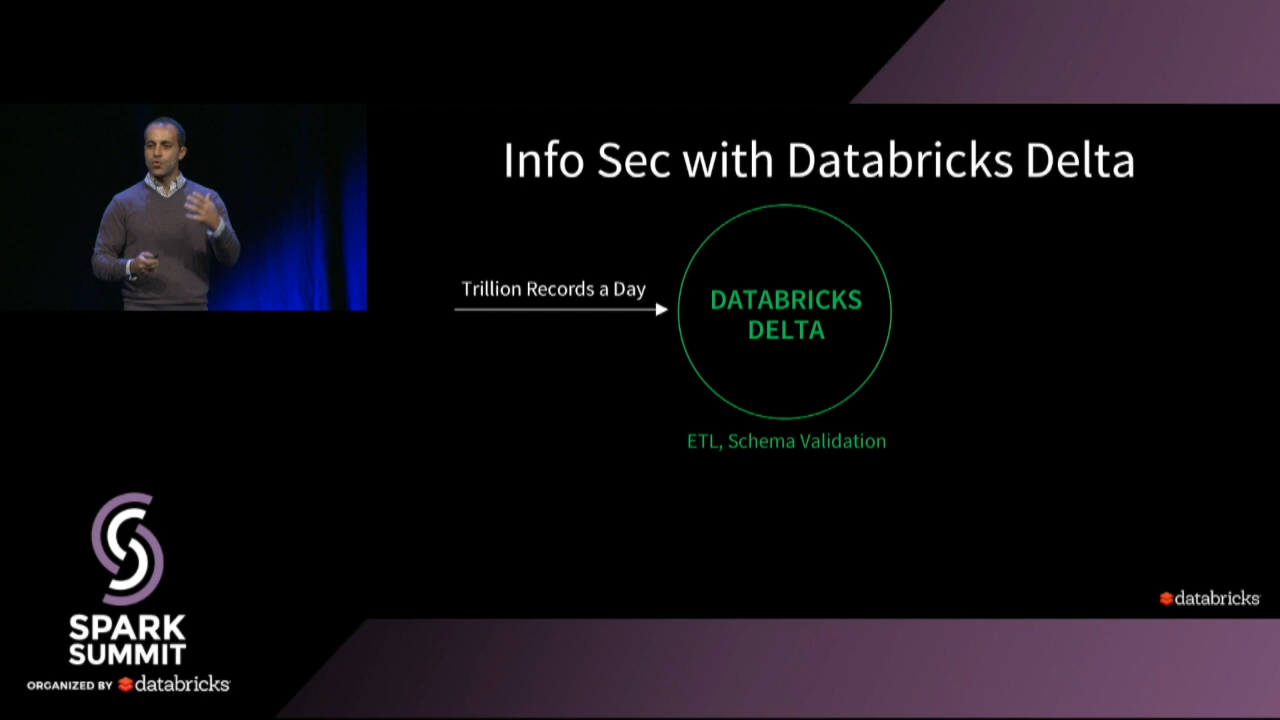 Info Sec with Databricks Delta
Trillion Records a Day
DATABRICKS
DELTA
ETL, Schema Validation
databricks
SPARK
SUMMIT
ORGANIZED BY databricks